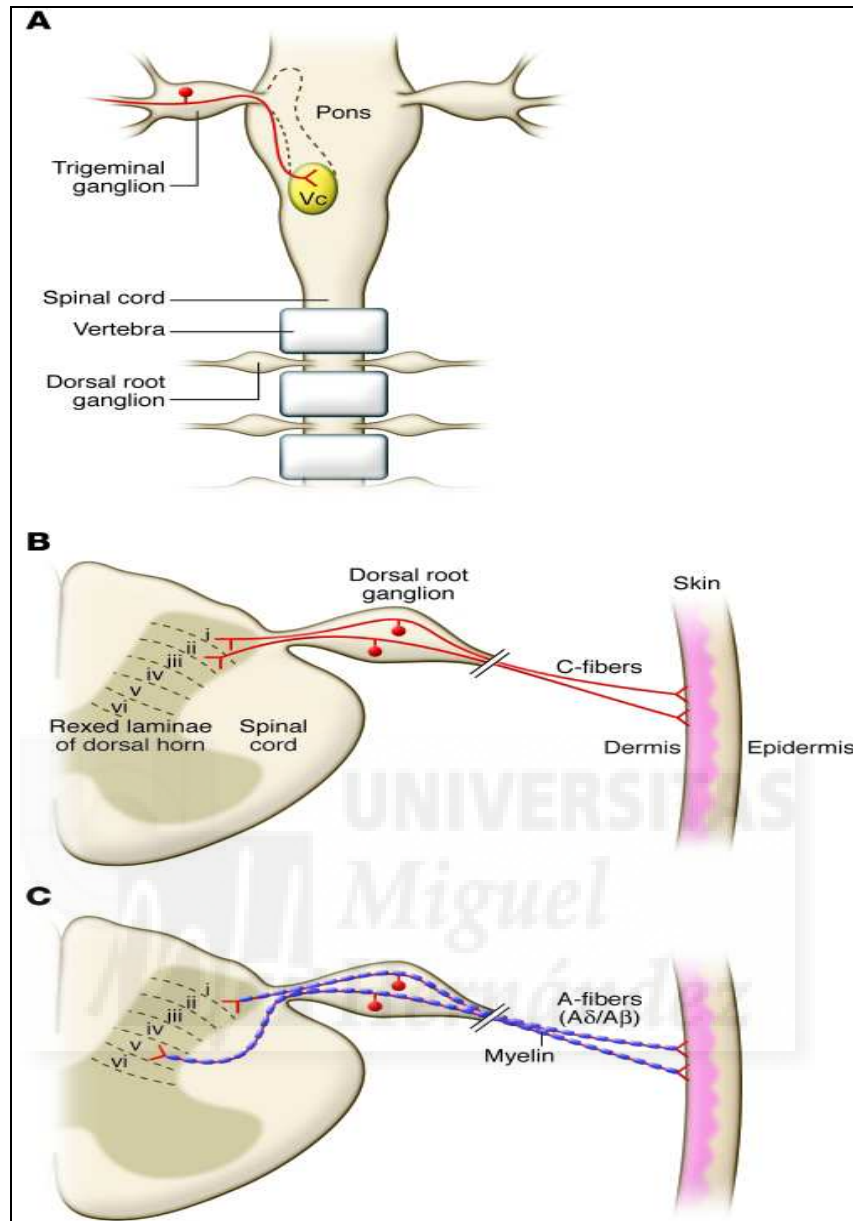 A
Pons
Trigeminal
ganglion
Vc
Spinal cord
Vertebra
Dorsal root
ganglion
B
Dorsal root
ganglion
Skin
i
ii
iii
iv
v
vi
C-fibers
Rexed laminae
of dorsal horn
Spinal
cord
Dermis
Epidermis
UNIVERSITAS
Miguel
Hernández
C
i
ii
iii
iv
v
vi
A-fibers
(Aδ/Aβ)
Myelin